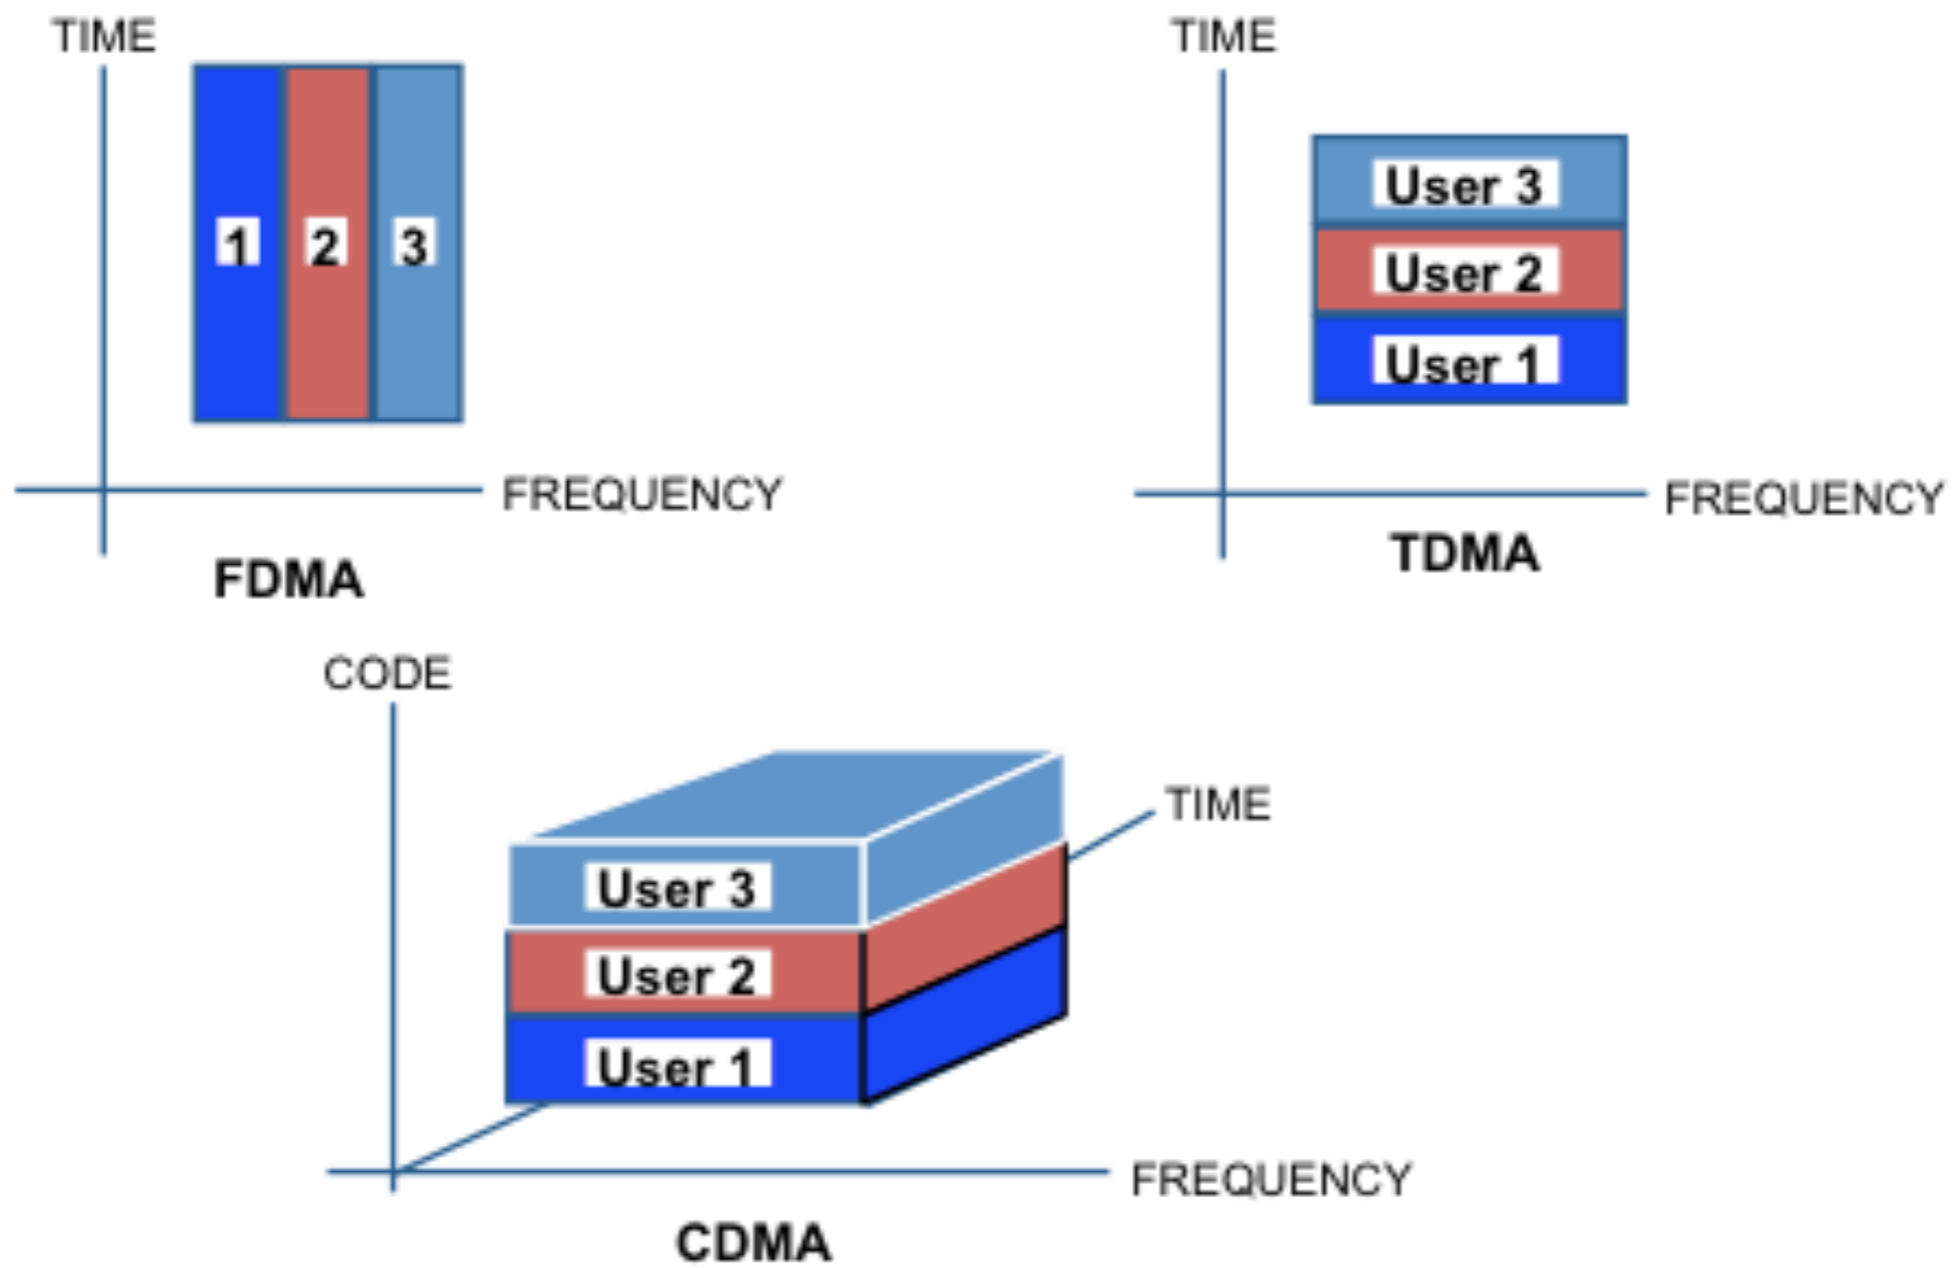 TIME
1 2 3
FREQUENCY
FDMA
TIME
User 3
User 2
User 1
FREQUENCY
TDMA
CODE
TIME
User 3
User 2
User 1
FREQUENCY
CDMA